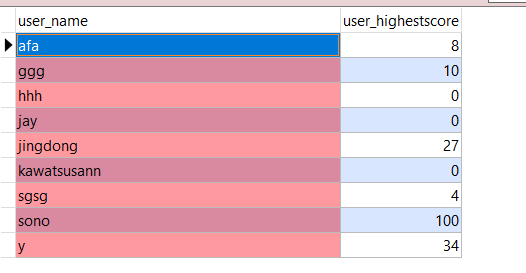 user_name user_highestscore
afa 8
ggg 10
hhh 0
jay 0
jingdong 27
kawatsusann 0
sgsg 4
sono 100
y 34